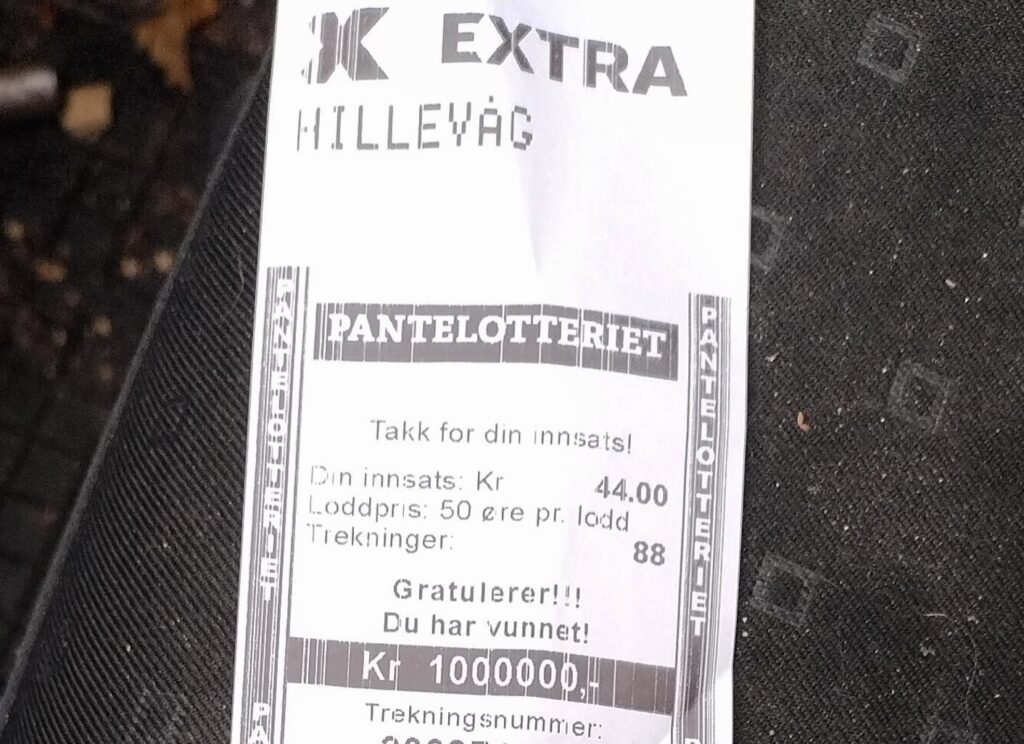 EXTRA
HILLEVÅG
PANTELOTTERIET
PANTELOTTERIET
PANTELOTTERIET
Takk for din innsats!
Din innsats: Kr 44.00
Loddpris: 50 øre pr. lodd
Trekninger: 88
Gratulerer!!!
Du har vunnet!
Kr 1000000,-
Trekningsnummer: